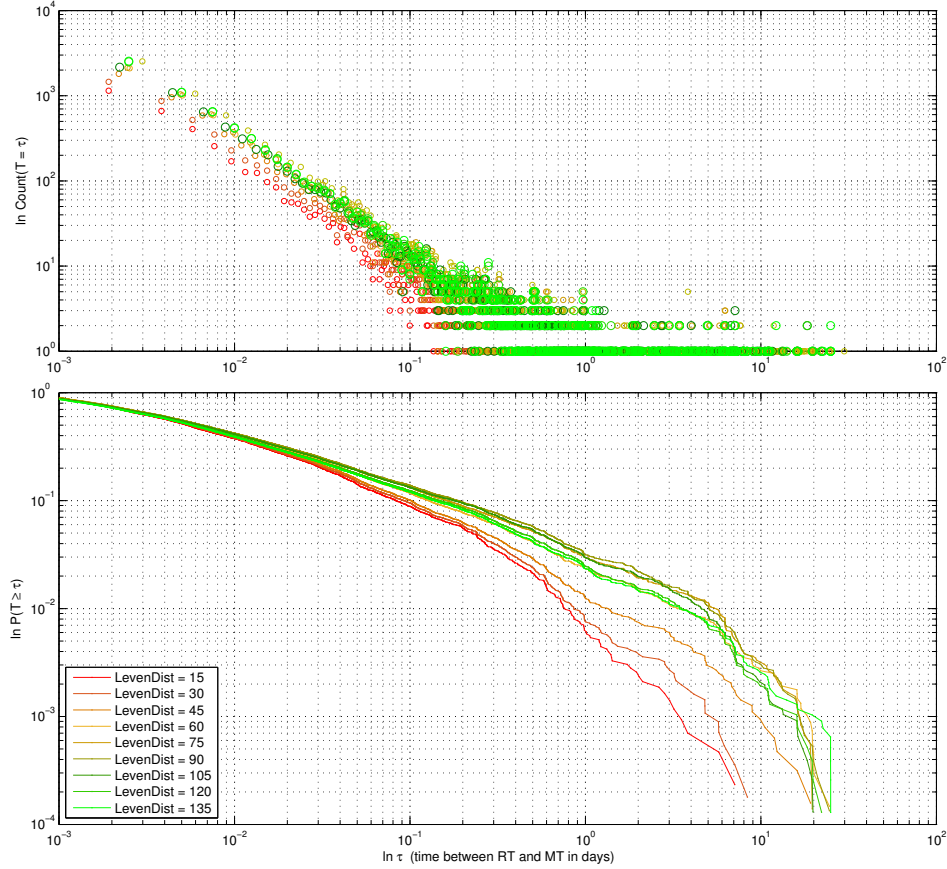 10^4
10^3
10^2
10^1
10^0
ln Count(T = τ)
10^-3 10^-2 10^-1 10^0 10^1 10^2
10^0
10^-1
10^-2
10^-3
10^-4
ln P(T ≥ τ)
LevenDist = 15
LevenDist = 30
LevenDist = 45
LevenDist = 60
LevenDist = 75
LevenDist = 90
LevenDist = 105
LevenDist = 120
LevenDist = 135
10^-3 10^-2 10^-1 10^0 10^1 10^2
ln τ (time between RT and MT in days)